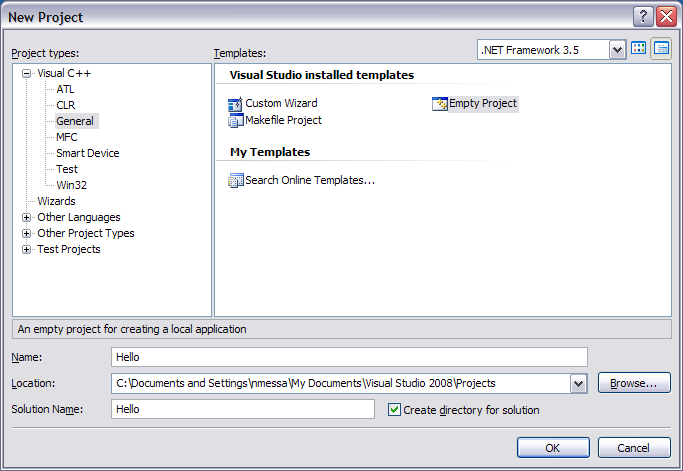 New Project
Project types:
Templates:
.NET Framework 3.5
Visual C++
ATL
CLR
General
MFC
Smart Device
Test
Win32
Wizards
Other Languages
Other Project Types
Test Projects
Visual Studio installed templates
Custom Wizard
Empty Project
Makefile Project
My Templates
Search Online Templates...
An empty project for creating a local application
Name:
Hello
Location:
C:\Documents and Settings\nmessa\My Documents\Visual Studio 2008\Projects
Browse...
Solution Name:
Hello
Create directory for solution
OK
Cancel